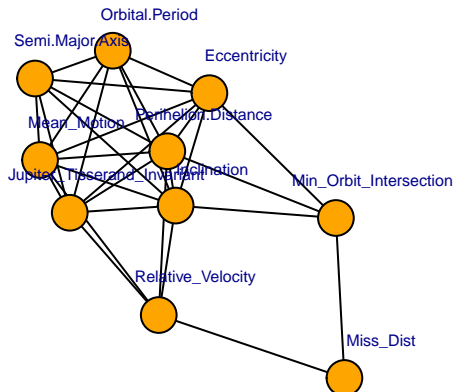 Orbital.Period
Semi.Major.Axis
Eccentricity
Perihelion.Distance
Mean_Motion
Inclination
Jupiter_Tisserand_Invariant
Min_Orbit_Intersection
Relative_Velocity
Miss_Dist